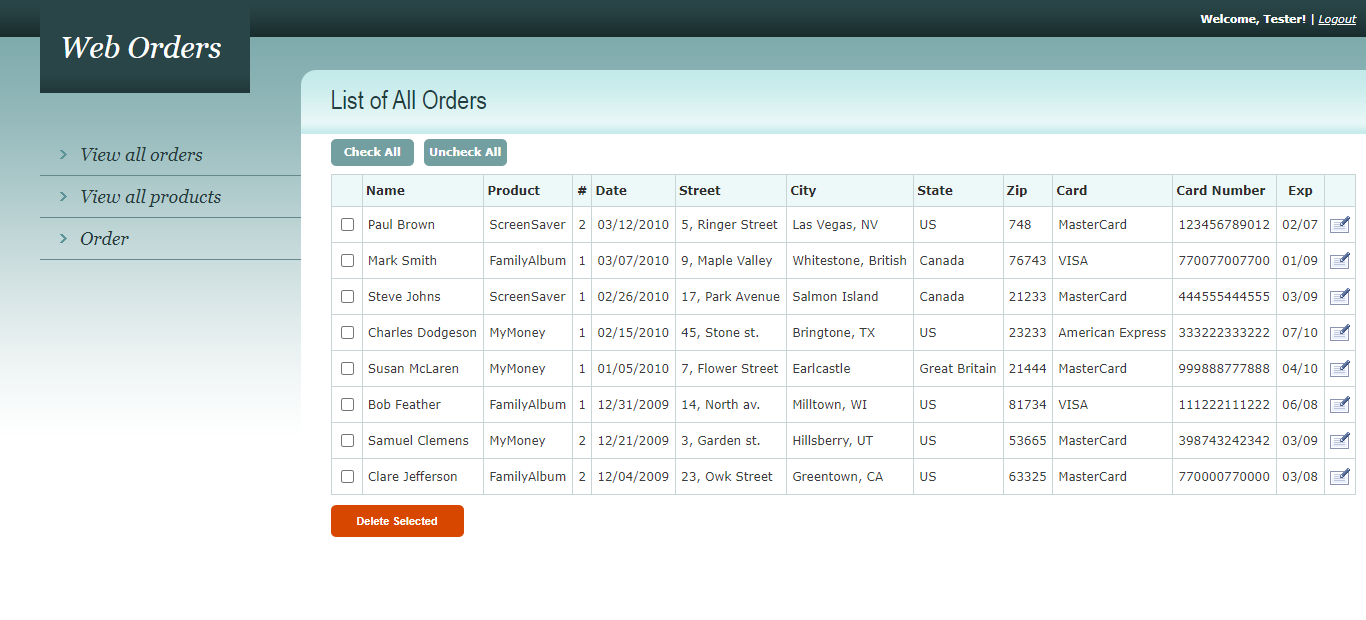 Welcome, Tester! | Logout
Web Orders
View all orders
View all products
Order
List of All Orders
Check All Uncheck All
Name Product # Date Street City State Zip Card Card Number Exp
Paul Brown ScreenSaver 2 03/12/2010 5, Ringer Street Las Vegas, NV US 748 MasterCard 123456789012 02/07
Mark Smith FamilyAlbum 1 03/07/2010 9, Maple Valley Whitestone, British Canada 76743 VISA 770077007700 01/09
Steve Johns ScreenSaver 1 02/26/2010 17, Park Avenue Salmon Island Canada 21233 MasterCard 444555444555 03/09
Charles Dodgeson MyMoney 1 02/15/2010 45, Stone st. Bringtone, TX US 23233 American Express 333222333222 07/10
Susan McLaren MyMoney 1 01/05/2010 7, Flower Street Earlcastle Great Britain 21444 MasterCard 999888777888 04/10
Bob Feather FamilyAlbum 1 12/31/2009 14, North av. Milltown, WI US 81734 VISA 111222111222 06/08
Samuel Clemens MyMoney 2 12/21/2009 3, Garden st. Hillsberry, UT US 53665 MasterCard 398743242342 03/09
Clare Jefferson FamilyAlbum 2 12/04/2009 23, Owk Street Greentown, CA US 63325 MasterCard 770000770000 03/08
Delete Selected